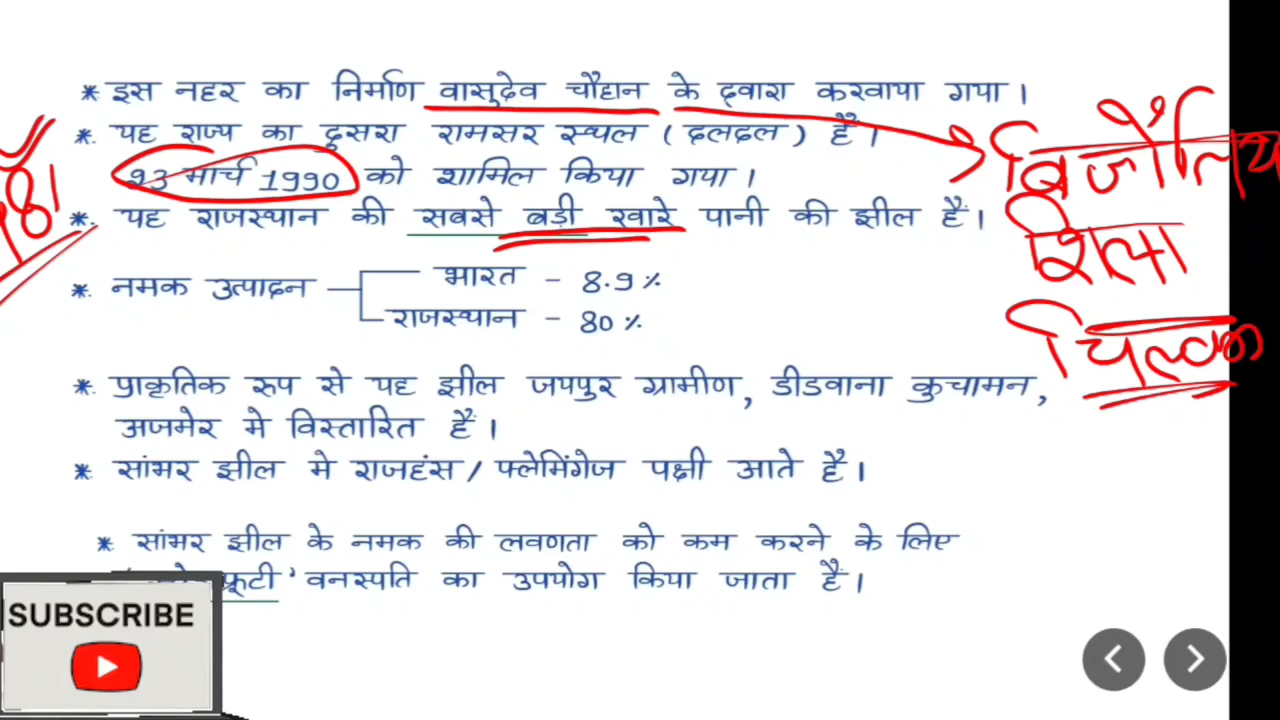 * इस नहर का निर्माण वासुदेव चौहान के द्वारा करवाया गया।
* यह राज्य का दुसरा रामसर स्थल (दलदल) हैं।
23 मार्च 1990 को शामिल किया गया।
*. यह राजस्थान की सबसे बड़ी खारे पानी की झील हैं।
*. नमक उत्पादन
भारत - 8.9 %
राजस्थान - 80 %
*. प्राकृतिक रुप से यह झील जयपुर ग्रामीण, डीडवाना कुचामन,
अजमेर मे विस्तारित हैं।
*. सांभर झील मे राजहंस/फ्लेमिंगेज पक्षी आते हैं।
* सांभर झील के नमक की लवणता को कम करने के लिए
फ्रूटी' वनस्पति का उपयोग किया जाता हैं।
शिला
SUBSCRIBE